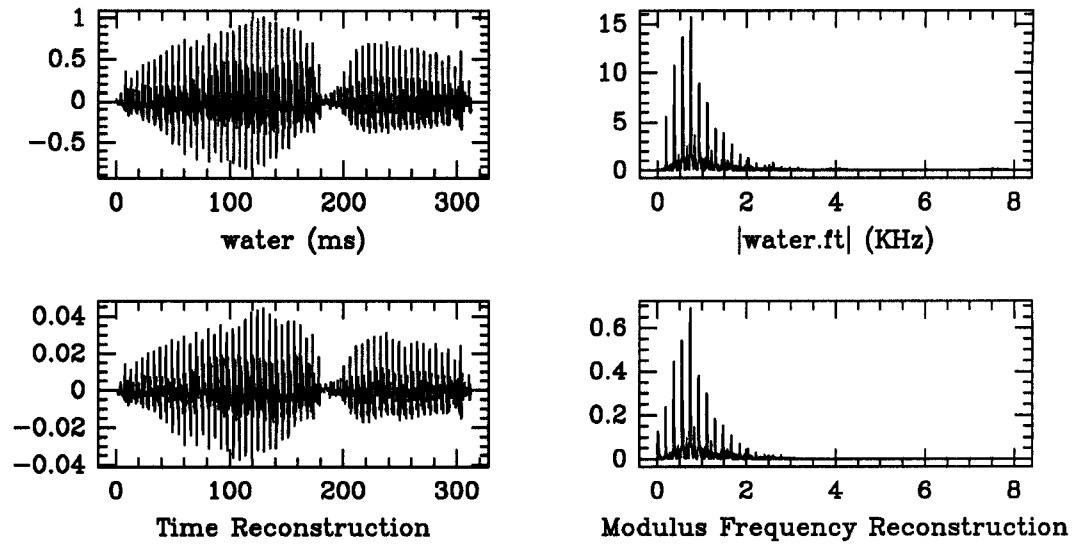 1
0.5
0
−0.5
0 100 200 300
water (ms)
15
10
5
0
0 2 4 6 8
|water.ft| (KHz)
0.04
0.02
0
−0.02
−0.04
0 100 200 300
Time Reconstruction
0.6
0.4
0.2
0
0 2 4 6 8
Modulus Frequency Reconstruction